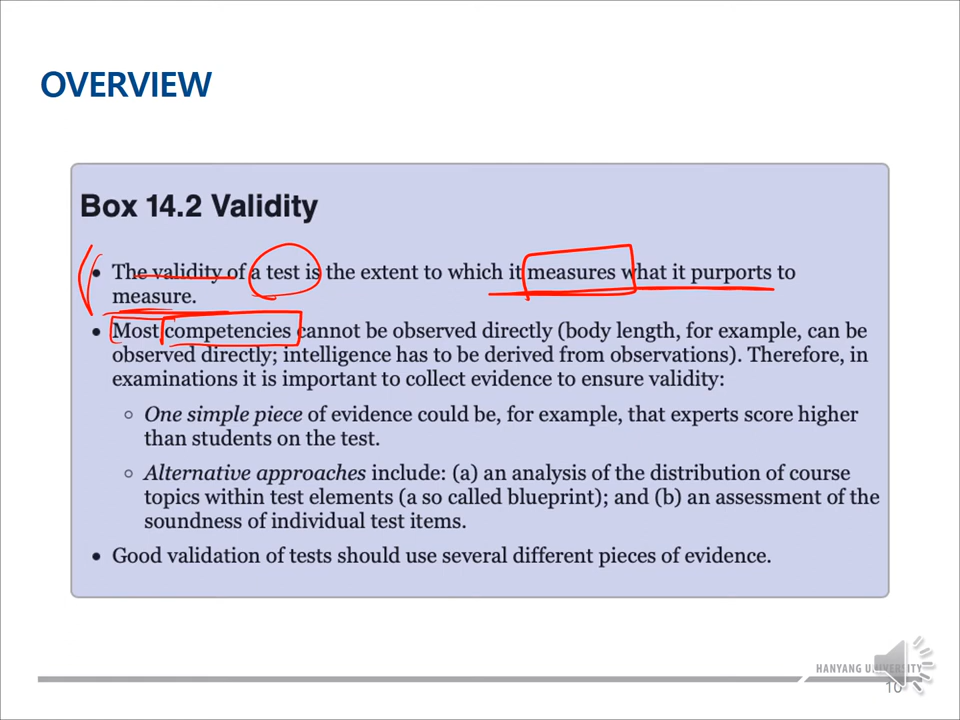 OVERVIEW
Box 14.2 Validity
• The validity of a test is the extent to which it measures what it purports to
measure.
• Most competencies cannot be observed directly (body length, for example, can be
observed directly; intelligence has to be derived from observations). Therefore, in
examinations it is important to collect evidence to ensure validity:
◦ One simple piece of evidence could be, for example, that experts score higher
than students on the test.
◦ Alternative approaches include: (a) an analysis of the distribution of course
topics within test elements (a so called blueprint); and (b) an assessment of the
soundness of individual test items.
• Good validation of tests should use several different pieces of evidence.
HANYANG UNIVERSITY